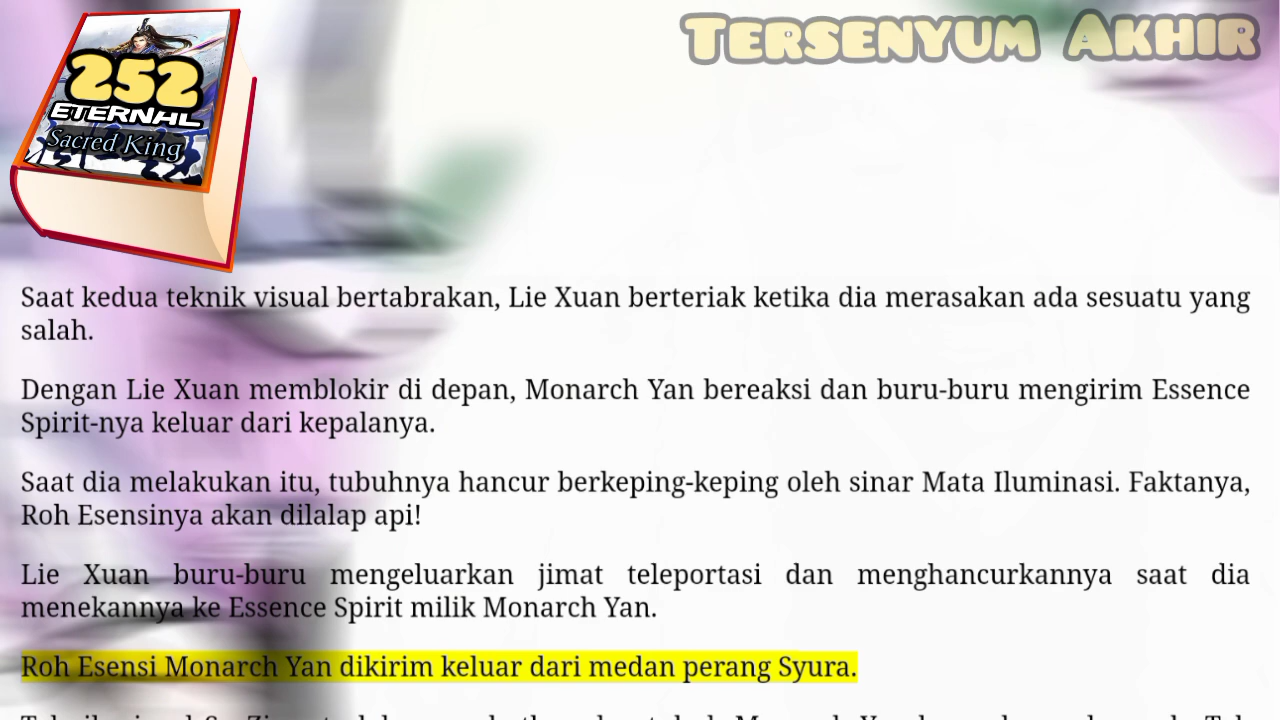 252
ETERNAL
Sacred King
Tersenyum Akhir
Saat kedua teknik visual bertabrakan, Lie Xuan berteriak ketika dia merasakan ada sesuatu yang
salah.
Dengan Lie Xuan memblokir di depan, Monarch Yan bereaksi dan buru-buru mengirim Essence
Spirit-nya keluar dari kepalanya.
Saat dia melakukan itu, tubuhnya hancur berkeping-keping oleh sinar Mata Iluminasi. Faktanya,
Roh Esensinya akan dilalap api!
Lie Xuan buru-buru mengeluarkan jimat teleportasi dan menghancurkannya saat dia
menekannya ke Essence Spirit milik Monarch Yan.
Roh Esensi Monarch Yan dikirim keluar dari medan perang Syura.